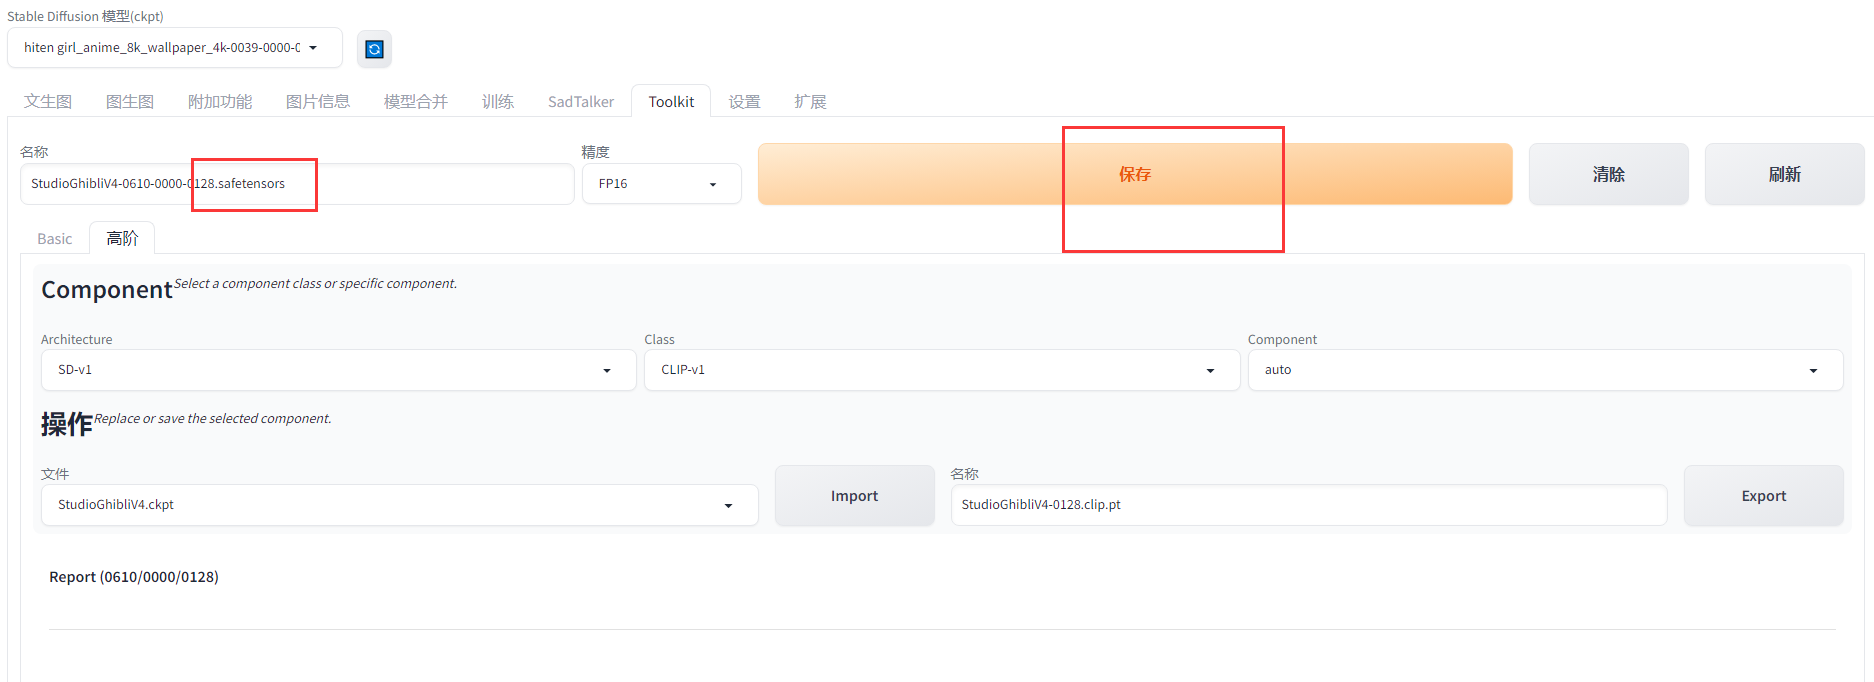 Stable Diffusion 模型(ckpt)
hiten girl_anime_8k_wallpaper_4k-0039-0000-0
文生图 图生图 附加功能 图片信息 模型合并 训练 SadTalker Toolkit 设置 扩展
名称 精度
StudioGhibliV4-0610-0000-0128.safetensors FP16 保存 清除 刷新
Basic 高阶
Component Select a component class or specific component.
Architecture Class Component
SD-v1 CLIP-v1 auto
操作 Replace or save the selected component.
文件 名称
StudioGhibliV4.ckpt Import StudioGhibliV4-0128.clip.pt Export
Report (0610/0000/0128)